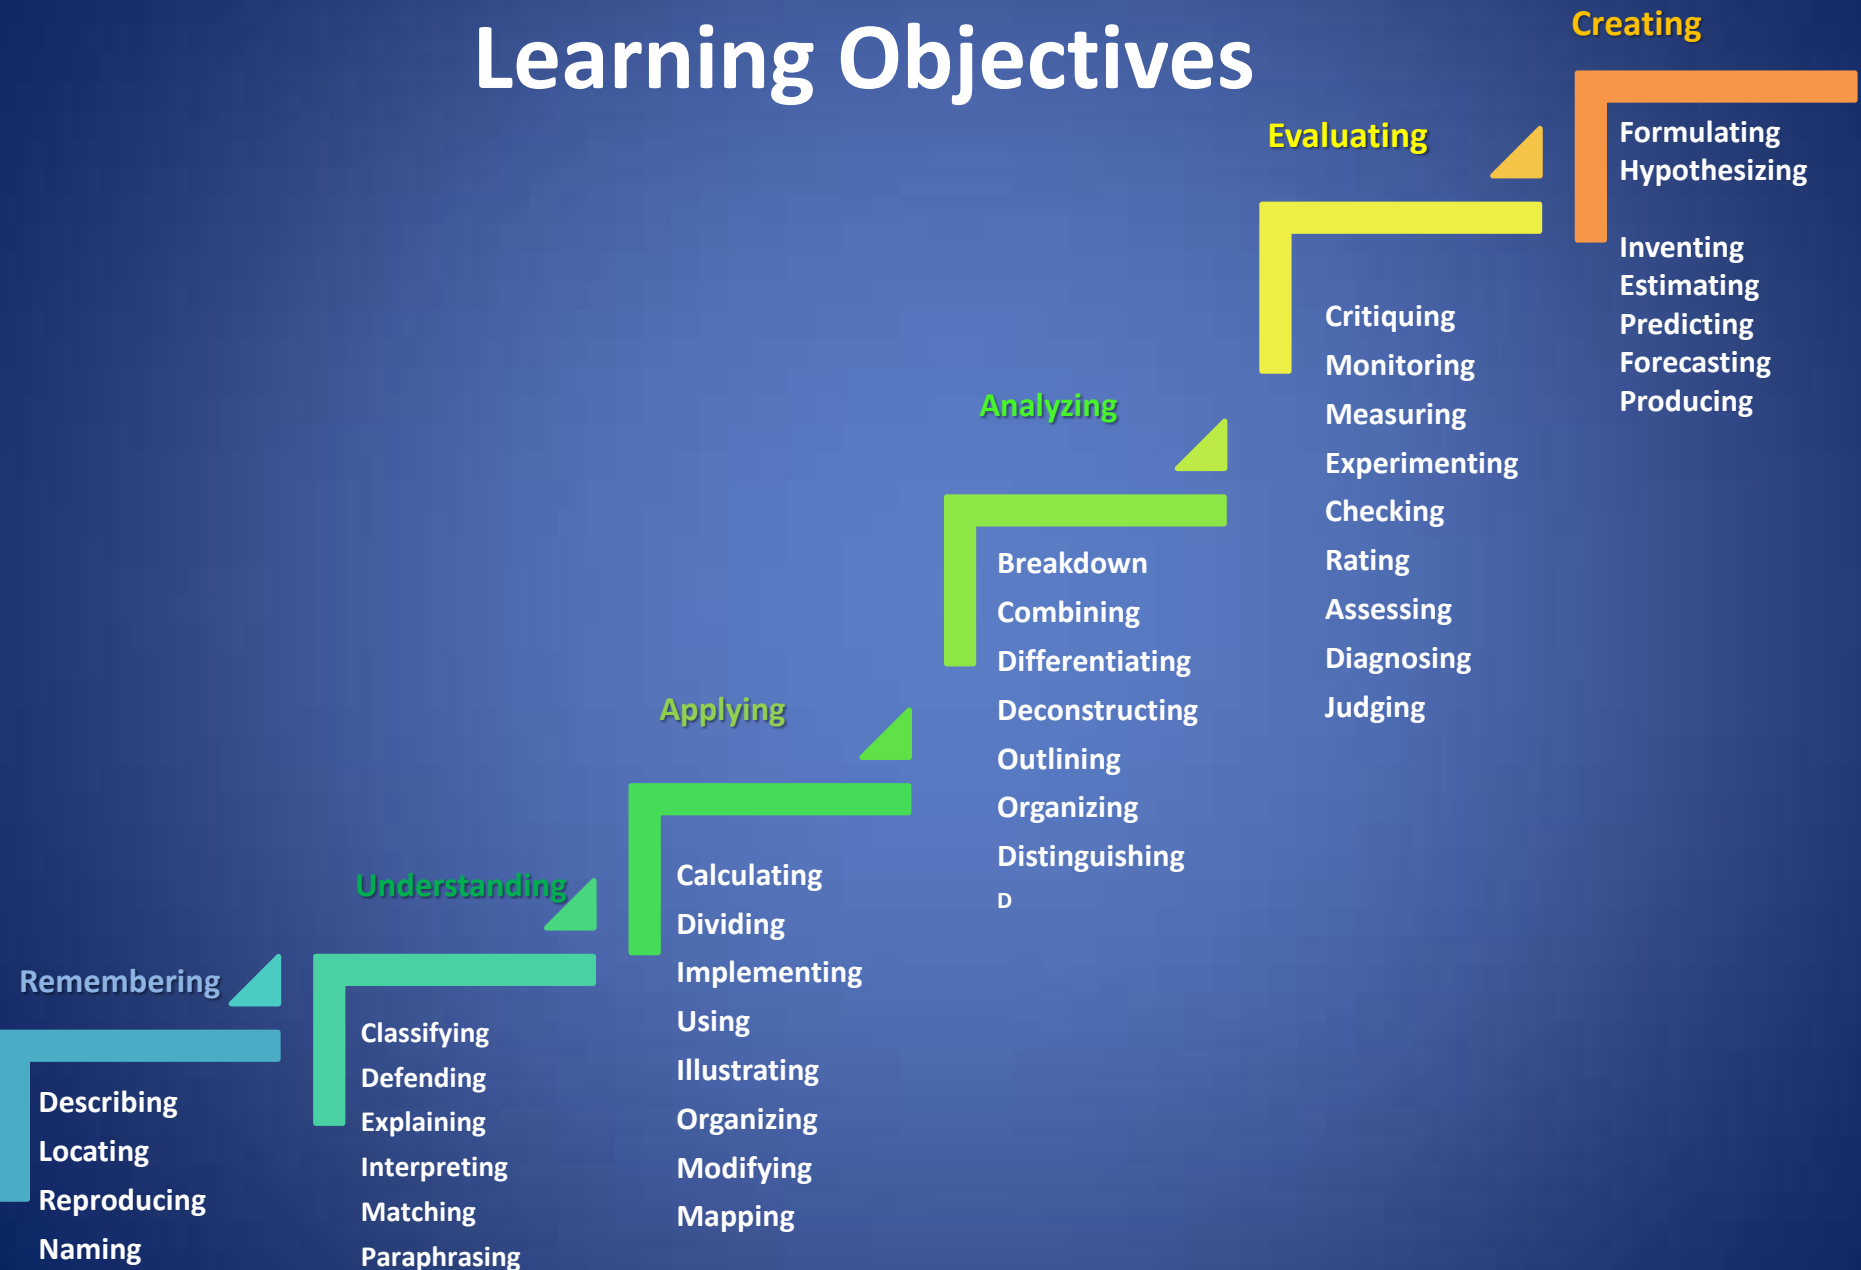 Learning Objectives
Remembering
Describing
Locating
Reproducing
Naming
Understanding
Classifying
Defending
Explaining
Interpreting
Matching
Paraphrasing
Applying
Calculating
Dividing
Implementing
Using
Illustrating
Organizing
Modifying
Mapping
Analyzing
Breakdown
Combining
Differentiating
Deconstructing
Outlining
Organizing
Distinguishing
D
Evaluating
Critiquing
Monitoring
Measuring
Experimenting
Checking
Rating
Assessing
Diagnosing
Judging
Creating
Formulating
Hypothesizing
Inventing
Estimating
Predicting
Forecasting
Producing